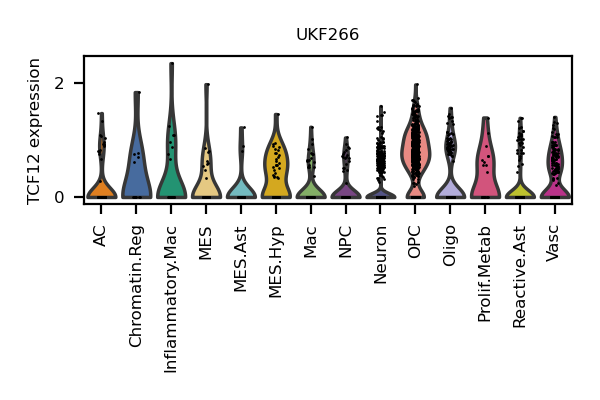 UKF266
TCF12 expression
2
0
AC
Chromatin.Reg
Inflammatory.Mac
MES
MES.Ast
MES.Hyp
Mac
NPC
Neuron
OPC
Oligo
Prolif.Metab
Reactive.Ast
Vasc